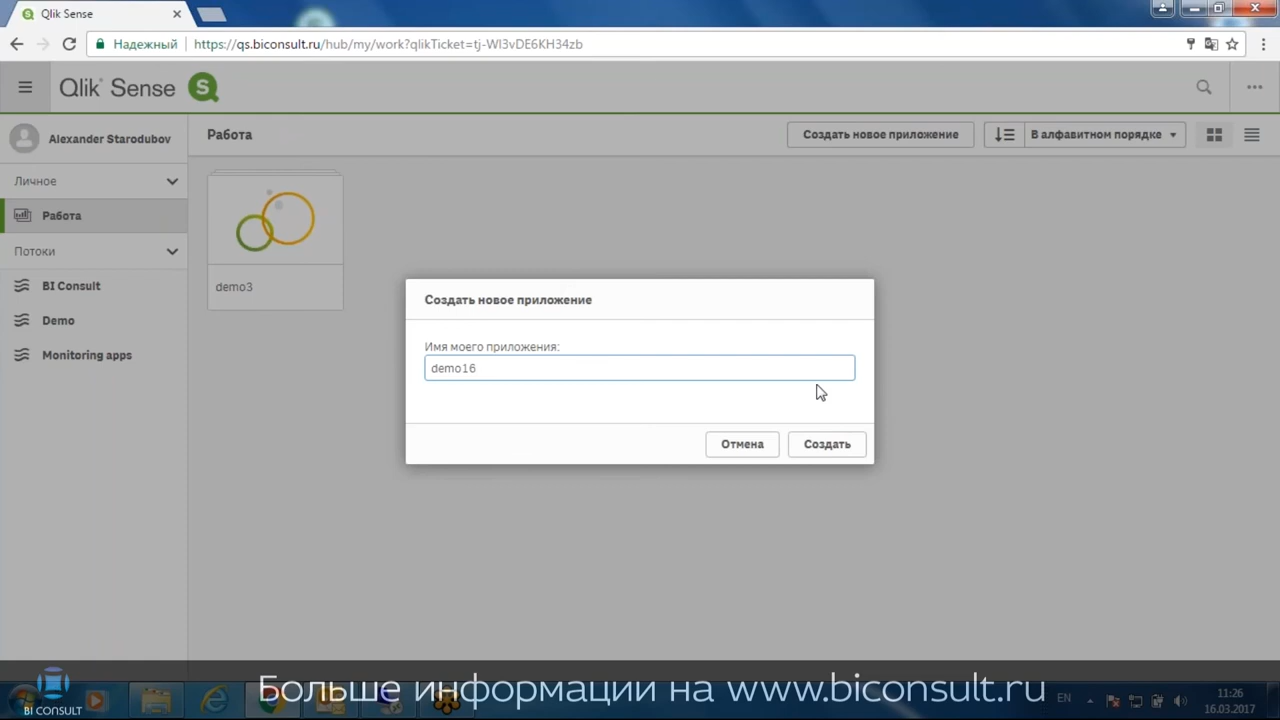 Qlik Sense
Надежный
https://qs.biconsult.ru/hub/my/work?qlikTicket=tj-WI3vDE6KH34zb
Qlik Sense
Alexander Starodubov
Работа
Создать новое приложение
В алфавитном порядке
Личное
Работа
Потоки
BI Consult
Demo
Monitoring apps
demo3
Создать новое приложение
Имя моего приложения:
demo16
Отмена
Создать
Больше информации на www.biconsult.ru
BI CONSULT
EN
11:26
16.03.2017